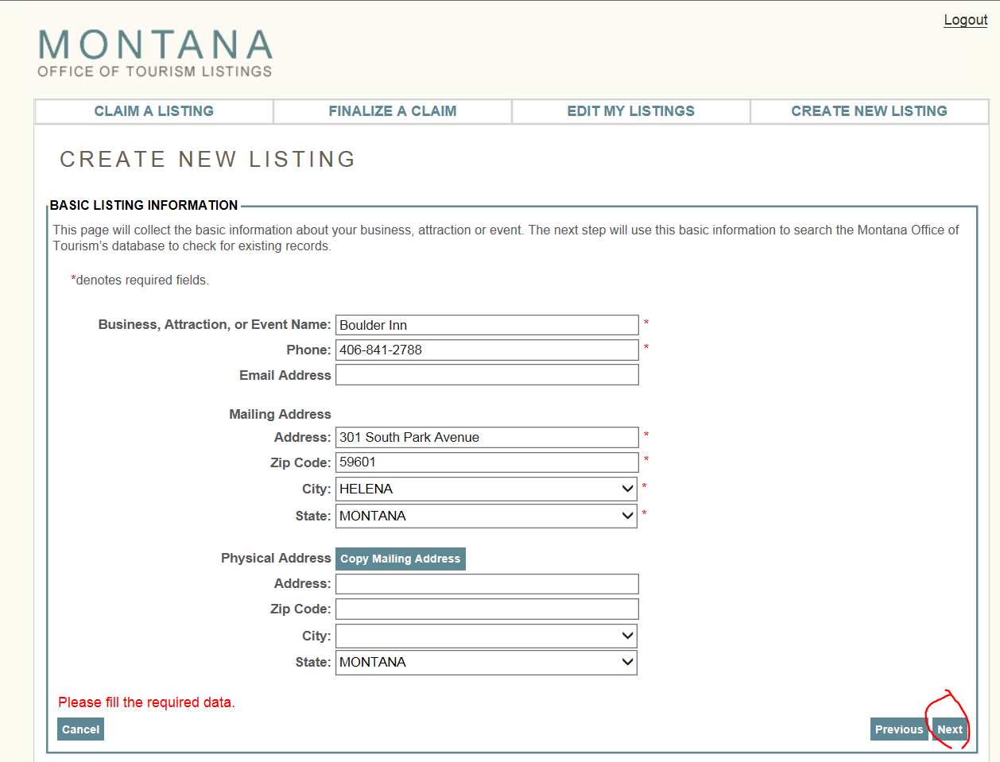 Logout
MONTANA
OFFICE OF TOURISM LISTINGS
CLAIM A LISTING FINALIZE A CLAIM EDIT MY LISTINGS CREATE NEW LISTING
CREATE NEW LISTING
BASIC LISTING INFORMATION
This page will collect the basic information about your business, attraction or event. The next step will use this basic information to search the Montana Office of
Tourism's database to check for existing records.
*denotes required fields.
Business, Attraction, or Event Name: Boulder Inn *
Phone: 406-841-2788 *
Email Address
Mailing Address
Address: 301 South Park Avenue *
Zip Code: 59601 *
City: HELENA *
State: MONTANA *
Physical Address Copy Mailing Address
Address:
Zip Code:
City:
State: MONTANA
Please fill the required data.
Cancel Previous Next